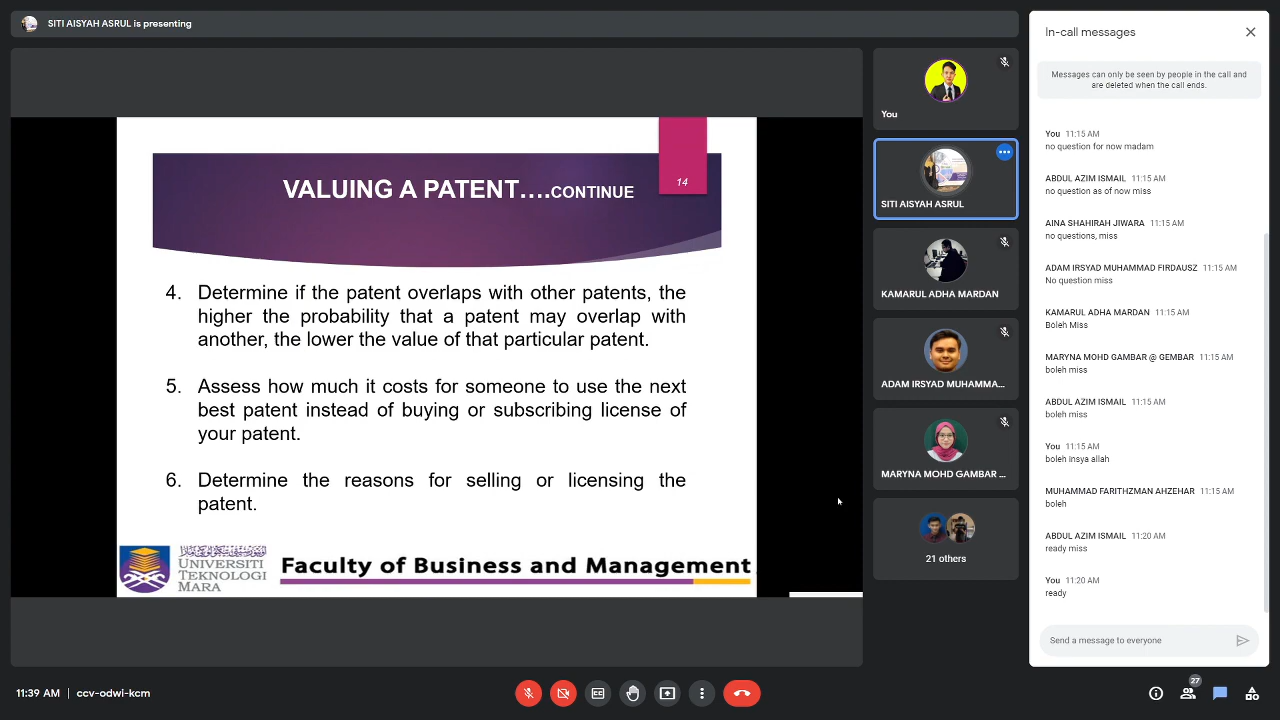 SITI AISYAH ASRUL is presenting
VALUING A PATENT....CONTINUE
14
4. Determine if the patent overlaps with other patents, the
higher the probability that a patent may overlap with
another, the lower the value of that particular patent.
5. Assess how much it costs for someone to use the next
best patent instead of buying or subscribing license of
your patent.
6. Determine the reasons for selling or licensing the
patent.
UNIVERSITI
TEKNOLOGI
MARA
Faculty of Business and Management
You
SITI AISYAH ASRUL
KAMARUL ADHA MARDAN
ADAM IRSYAD MUHAMMA...
MARYNA MOHD GAMBAR ...
21 others
In-call messages
Messages can only be seen by people in the call and
are deleted when the call ends.
You 11:15 AM
no question for now madam
ABDUL AZIM ISMAIL 11:15 AM
no question as of now miss
AINA SHAHIRAH JIWARA 11:15 AM
no questions, miss
ADAM IRSYAD MUHAMMAD FIRDAUSZ 11:15 AM
No question miss
KAMARUL ADHA MARDAN 11:15 AM
Boleh Miss
MARYNA MOHD GAMBAR @ GEMBAR 11:15 AM
boleh miss
ABDUL AZIM ISMAIL 11:15 AM
boleh miss
You 11:15 AM
boleh insya allah
MUHAMMAD FARITHZMAN AHZEHAR 11:15 AM
boleh
ABDUL AZIM ISMAIL 11:20 AM
ready miss
You 11:20 AM
ready
Send a message to everyone
11:39 AM | ccv-odwi-kcm
27